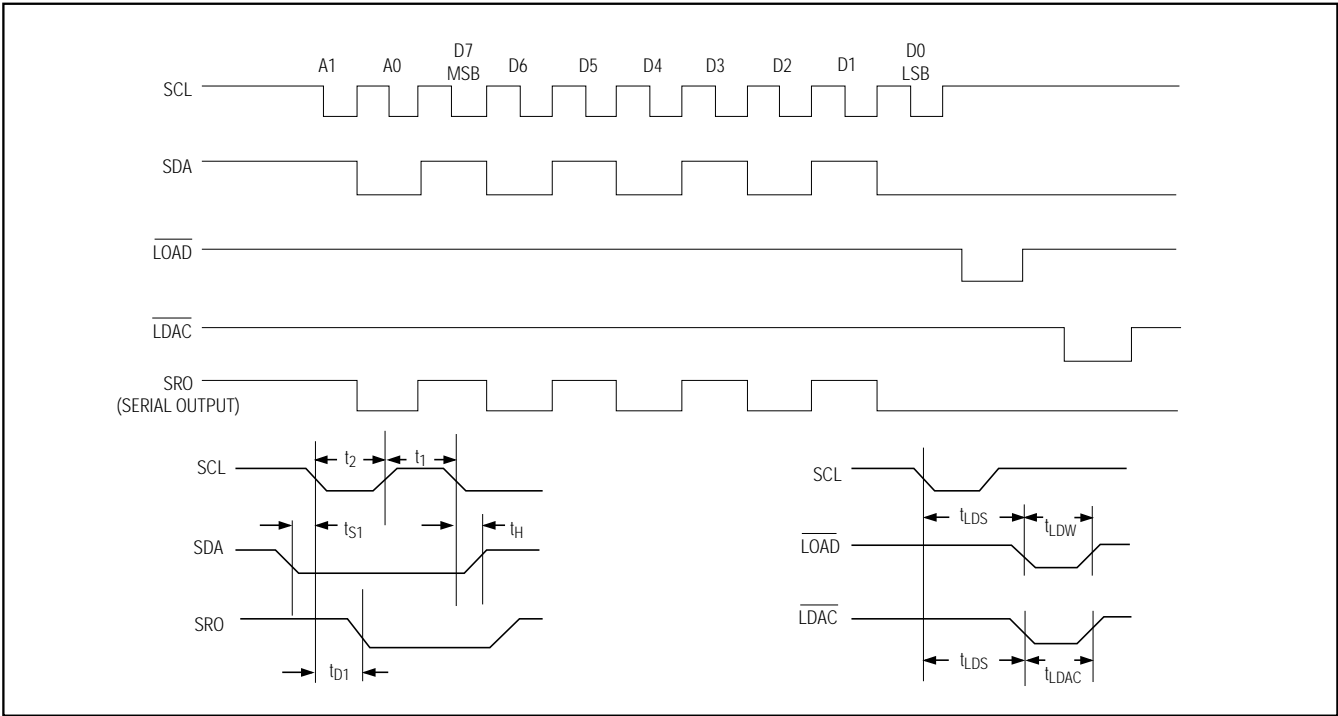 D7 D0
A1 A0 MSB D6 D5 D4 D3 D2 D1 LSB
SCL
SDA
LOAD
LDAC
SRO
(SERIAL OUTPUT)
SCL t2 t1
tS1 tH
SDA
SRO
tD1
SCL
tLDS tLDW
LOAD
LDAC
tLDS tLDAC